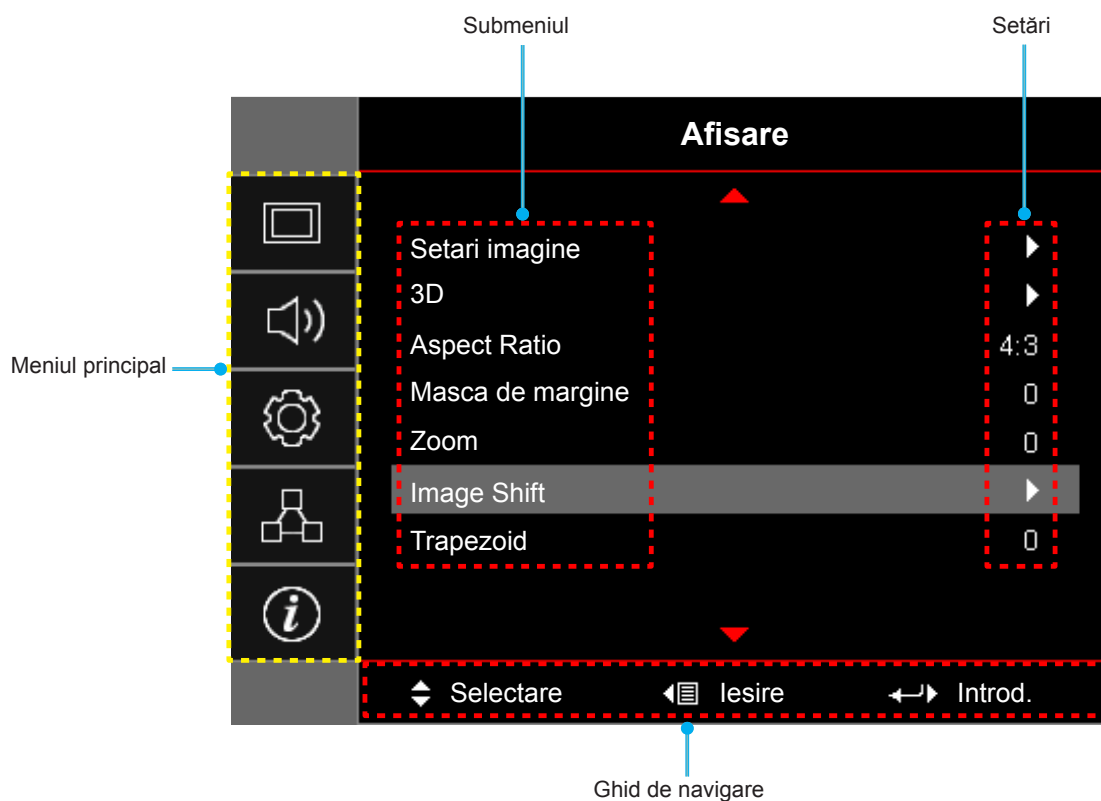 Submeniul
Setări
Afisare
Setari imagine
3D
Aspect Ratio
4:3
Masca de margine
0
Zoom
0
Image Shift
Trapezoid
0
Meniul principal
i
Selectare
Iesire
Introd.
Ghid de navigare